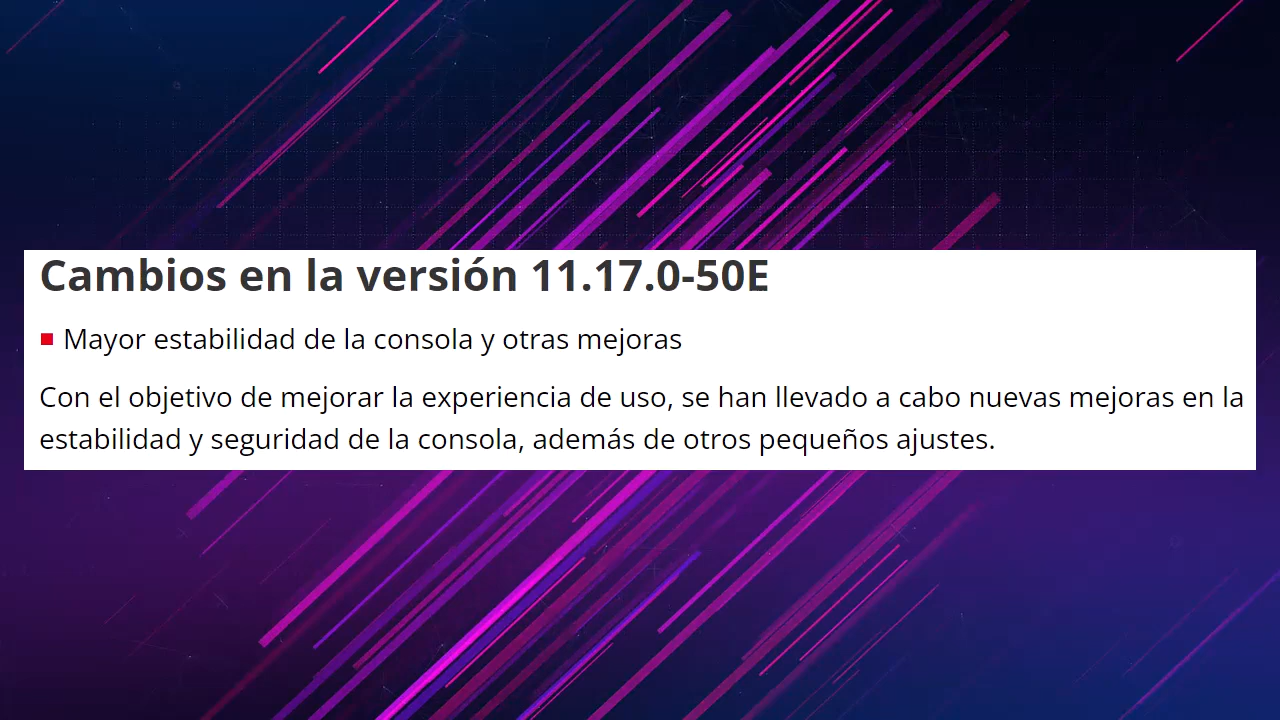 Cambios en la versión 11.17.0-50E
Mayor estabilidad de la consola y otras mejoras
Con el objetivo de mejorar la experiencia de uso, se han llevado a cabo nuevas mejoras en la
estabilidad y seguridad de la consola, además de otros pequeños ajustes.